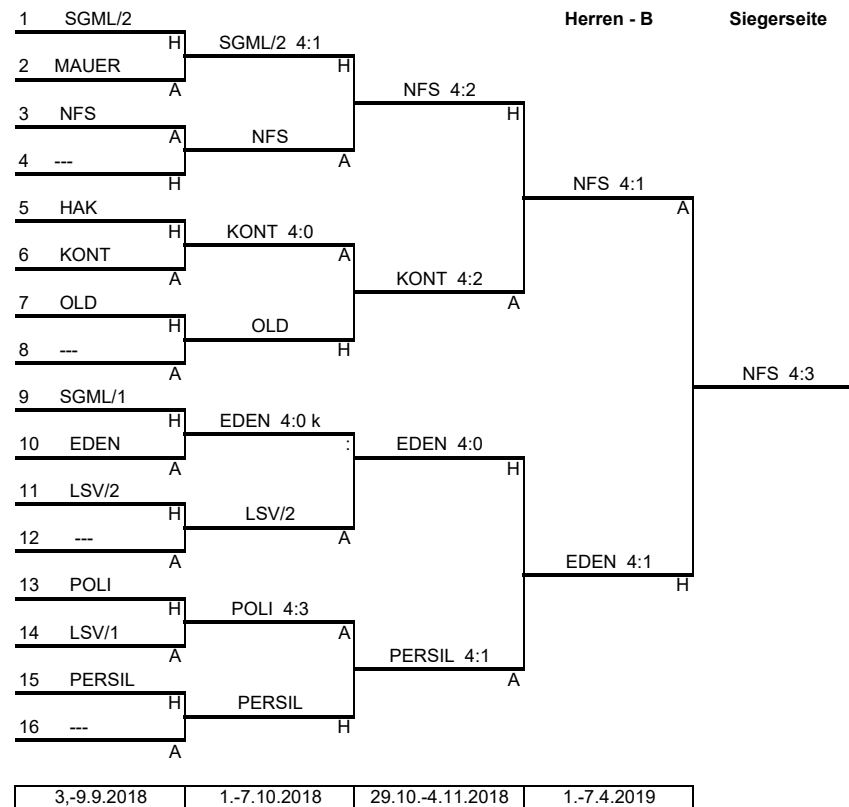 1 SGML/2 Herren - B Siegerseite
H SGML/2 4:1
2 MAUER H
A NFS 4:2
3 NFS H
A NFS
4 --- A
H NFS 4:1
5 HAK A
H KONT 4:0
6 KONT A
A KONT 4:2
7 OLD A
H OLD
8 --- H
A NFS 4:3
9 SGML/1
H EDEN 4:0 k
10 EDEN : EDEN 4:0
A H
11 LSV/2
H LSV/2
12 --- A
A EDEN 4:1
13 POLI H
H POLI 4:3
14 LSV/1 A
A PERSIL 4:1
15 PERSIL A
H PERSIL
16 --- H
A
3,-9.9.2018 1.-7.10.2018 29.10.-4.11.2018 1.-7.4.2019